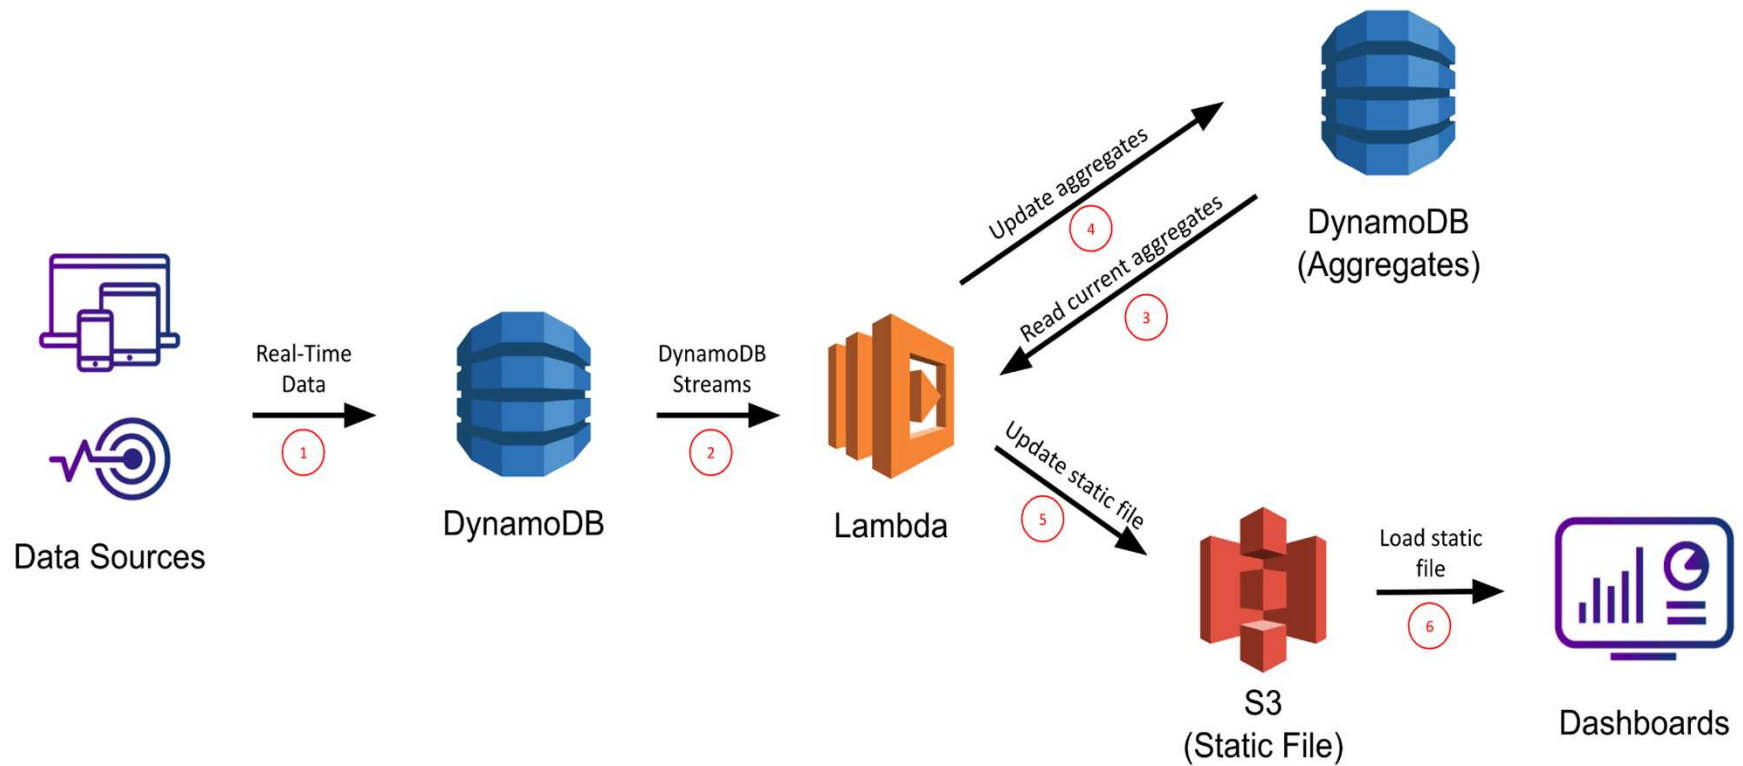 Data Sources
Real-Time
Data
1
DynamoDB
DynamoDB
Streams
2
Lambda
Read current aggregates
3
Update aggregates
4
DynamoDB
(Aggregates)
Update static file
5
S3
(Static File)
Load static
file
6
Dashboards